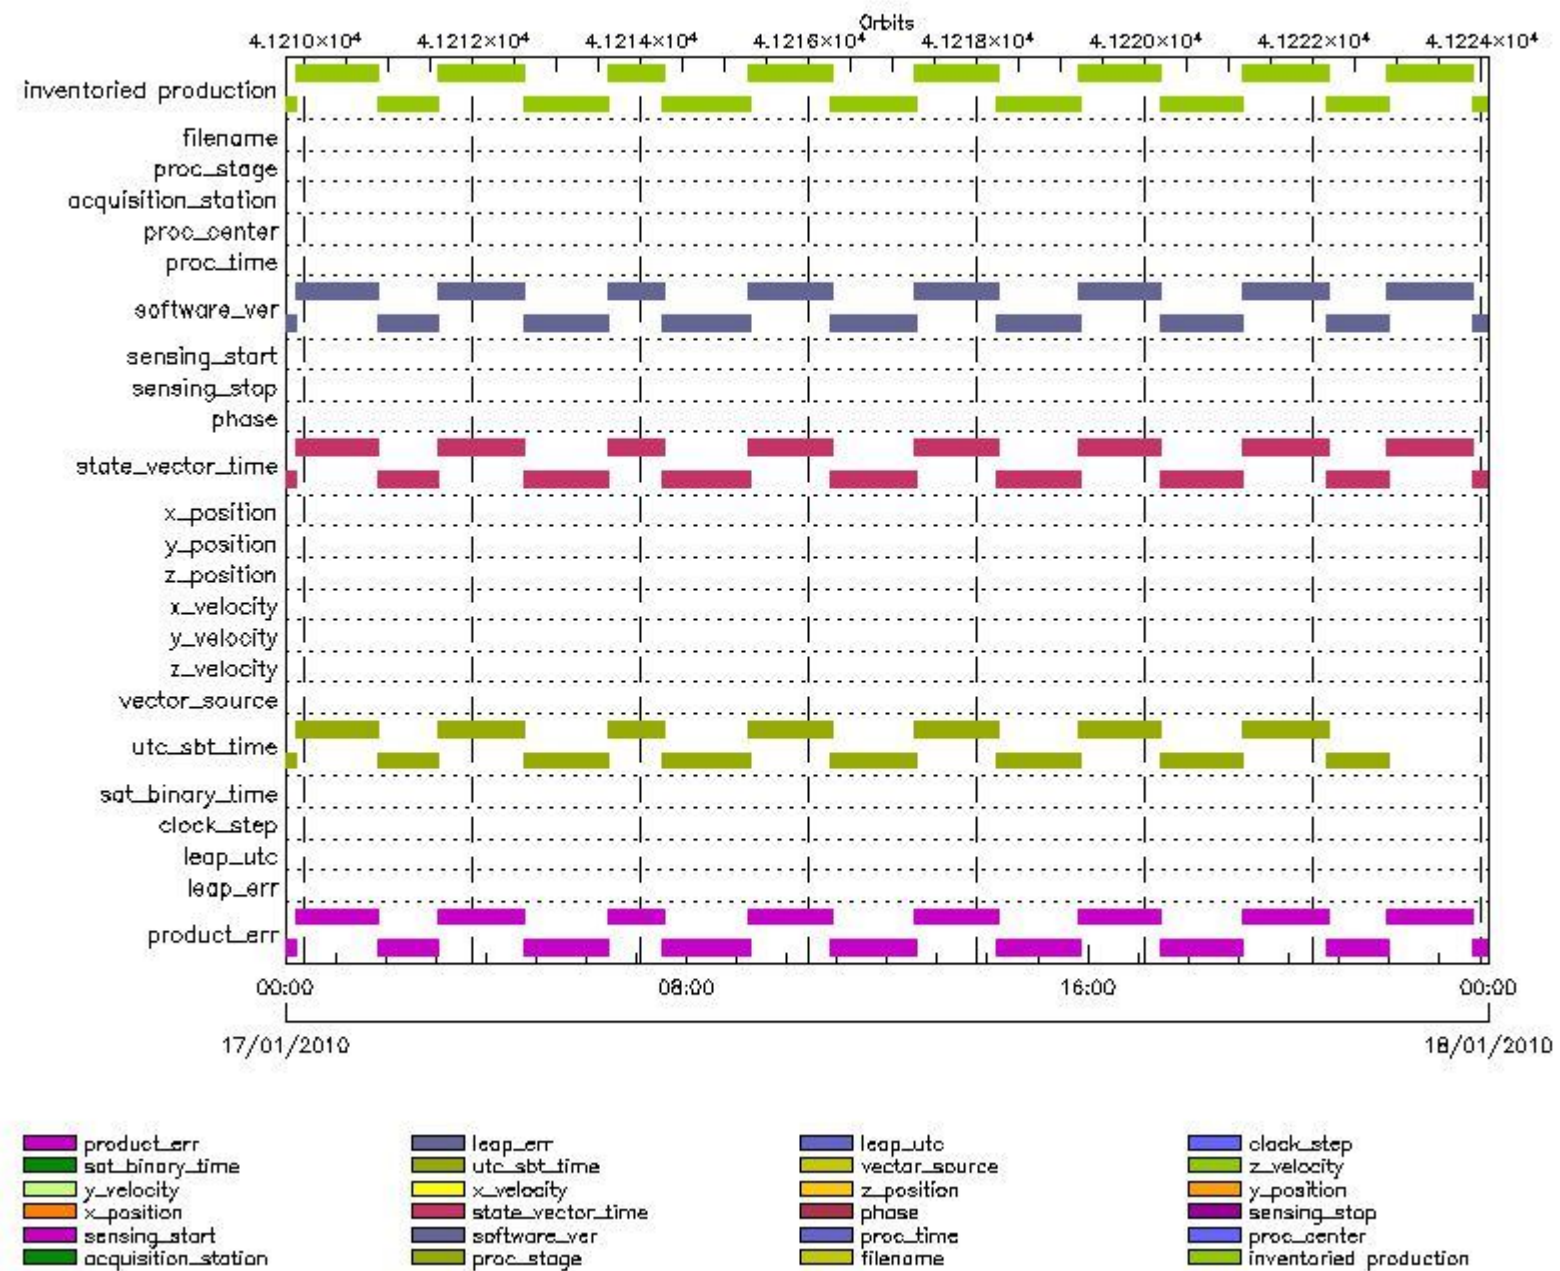 Orbits
4.1210×10⁴ 4.1212×10⁴ 4.1214×10⁴ 4.1216×10⁴ 4.1218×10⁴ 4.1220×10⁴ 4.1222×10⁴ 4.1224×10⁴
inventoried production
filename
proc_stage
acquisition_station
proc_center
proc_time
software_ver
sensing_start
sensing_stop
phase
state_vector_time
x_position
y_position
z_position
x_velocity
y_velocity
z_velocity
vector_source
utc_sbt_time
sat_binary_time
clock_step
leap_utc
leap_err
product_err
00:00 08:00 16:00 00:00
17/01/2010 18/01/2010
product_err leap_err leap_utc clock_step
sat_binary_time utc_sbt_time vector_source z_velocity
y_velocity x_velocity z_position y_position
x_position state_vector_time phase sensing_stop
sensing_start software_ver proc_time proc_center
acquisition_station proc_stage filename inventoried production